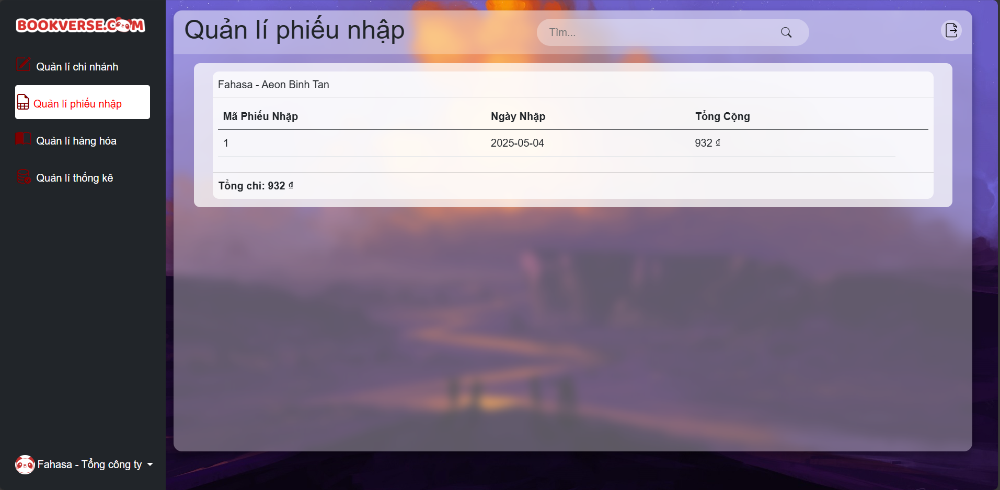 BOOKVERSE.COM
Quản lí chi nhánh
Quản lí phiếu nhập
Quản lí hàng hóa
Quản lí thống kê
Fahasa - Tổng công ty
Quản lí phiếu nhập
Tìm...
Fahasa - Aeon Binh Tan
Mã Phiếu Nhập Ngày Nhập Tổng Cộng
1 2025-05-04 932 ₫
Tổng chi: 932 ₫